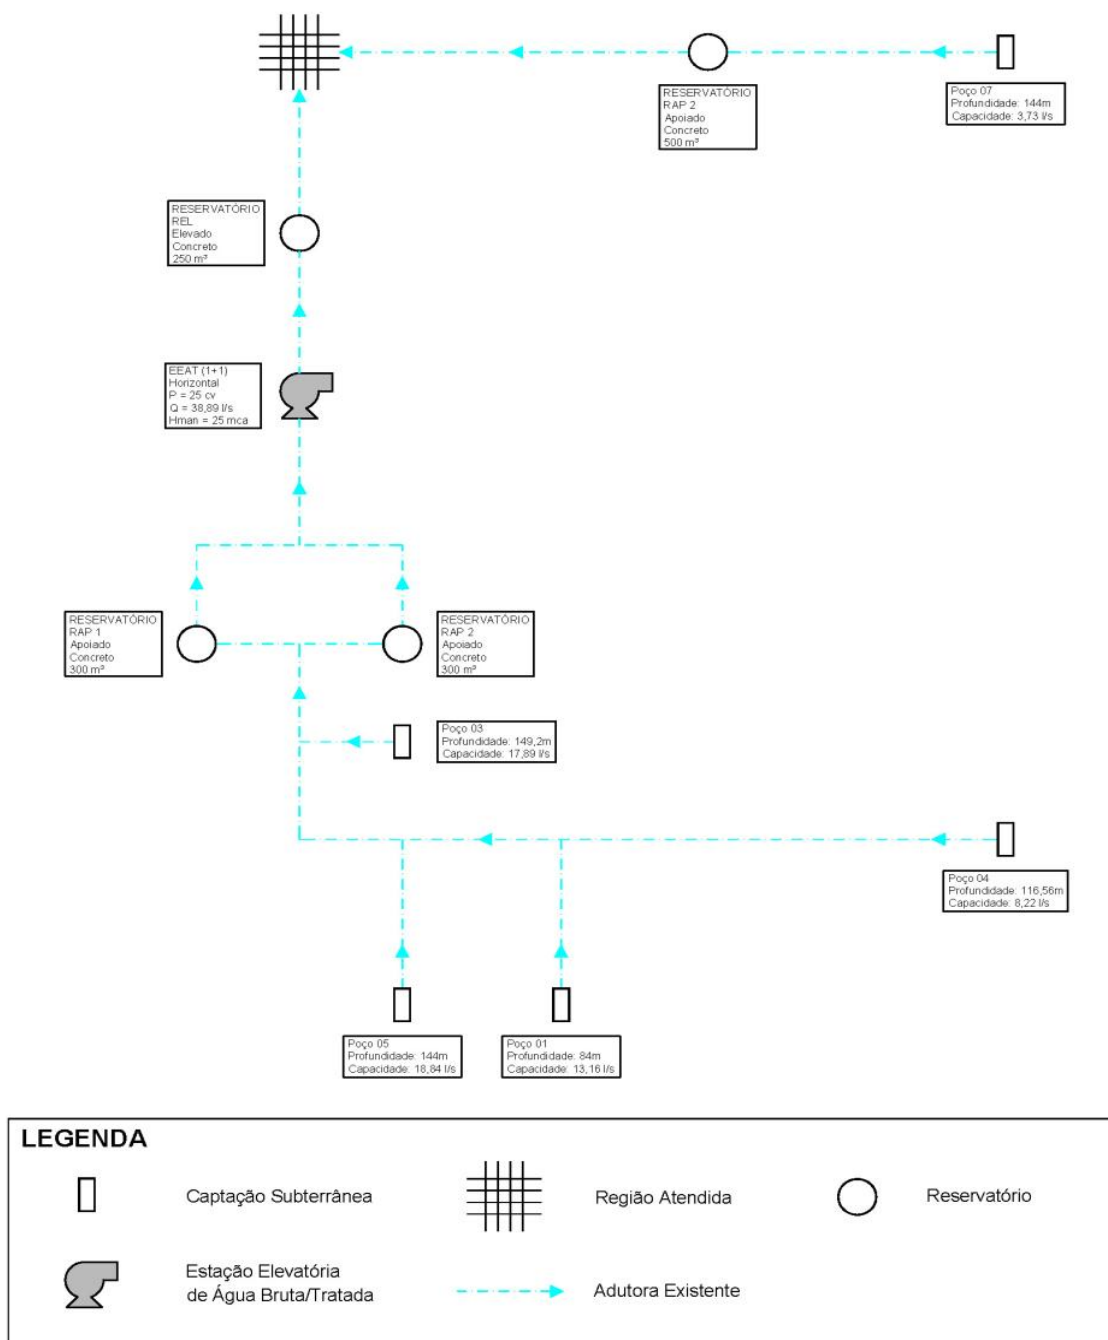 RESERVATÓRIO
RAP 2
Apoiado
Concreto
500 m³
Poço 07
Profundidade: 144m
Capacidade: 3,73 l/s
RESERVATÓRIO
REL
Elevado
Concreto
250 m³
EEAT (1+1)
Horizontal
P = 25 cv
Q = 38,89 l/s
Hman = 25 mca
RESERVATÓRIO
RAP 1
Apoiado
Concreto
300 m³
RESERVATÓRIO
RAP 2
Apoiado
Concreto
300 m³
Poço 03
Profundidade: 149,2m
Capacidade: 17,89 l/s
Poço 04
Profundidade: 116,56m
Capacidade: 8,22 l/s
Poço 05
Profundidade: 144m
Capacidade: 18,84 l/s
Poço 01
Profundidade: 84m
Capacidade: 13,16 l/s
LEGENDA
Captação Subterrânea
Região Atendida
Reservatório
Estação Elevatória
de Água Bruta/Tratada
Adutora Existente